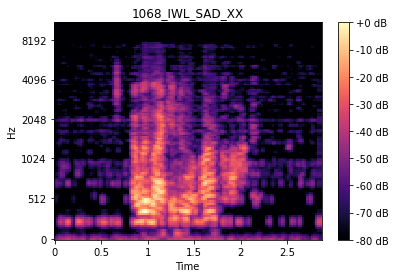 1068_IWL_SAD_XX
8192
4096
2048
1024
512
0
Hz
0 0.5 1 1.5 2 2.5
Time
+0 dB
-10 dB
-20 dB
-30 dB
-40 dB
-50 dB
-60 dB
-70 dB
-80 dB